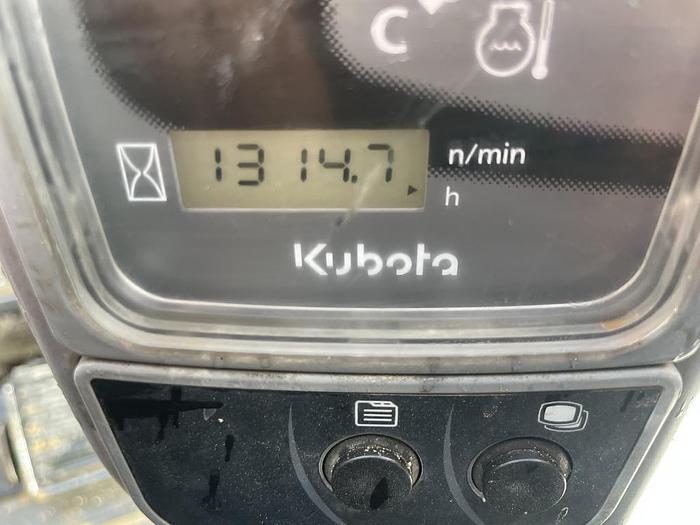 C
1314.7 n/min
h
Kubota